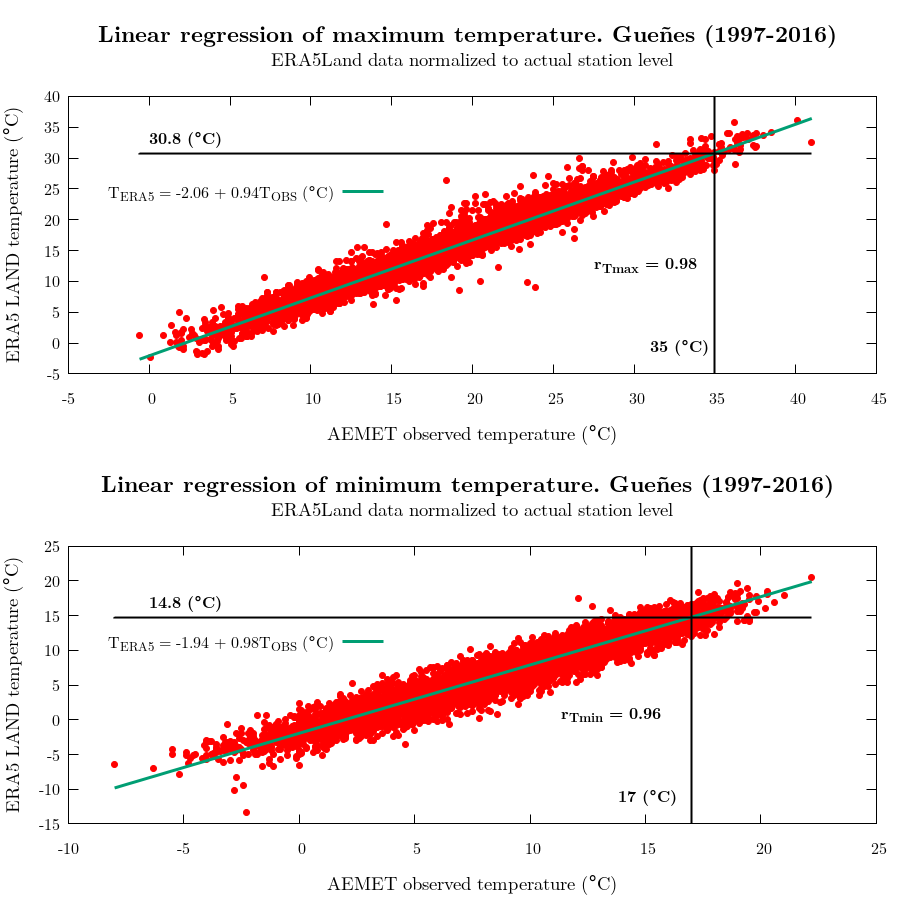 Linear regression of maximum temperature. Gueñes (1997-2016)
ERA5Land data normalized to actual station level
ERA5 LAND temperature (°C)
40
35
30
25
20
15
10
5
0
-5
30.8 (°C)
TERA5 = -2.06 + 0.94TOBS (°C)
rTmax = 0.98
35 (°C)
-5 0 5 10 15 20 25 30 35 40 45
AEMET observed temperature (°C)
Linear regression of minimum temperature. Gueñes (1997-2016)
ERA5Land data normalized to actual station level
ERA5 LAND temperature (°C)
25
20
15
10
5
0
-5
-10
-15
14.8 (°C)
TERA5 = -1.94 + 0.98TOBS (°C)
rTmin = 0.96
17 (°C)
-10 -5 0 5 10 15 20 25
AEMET observed temperature (°C)